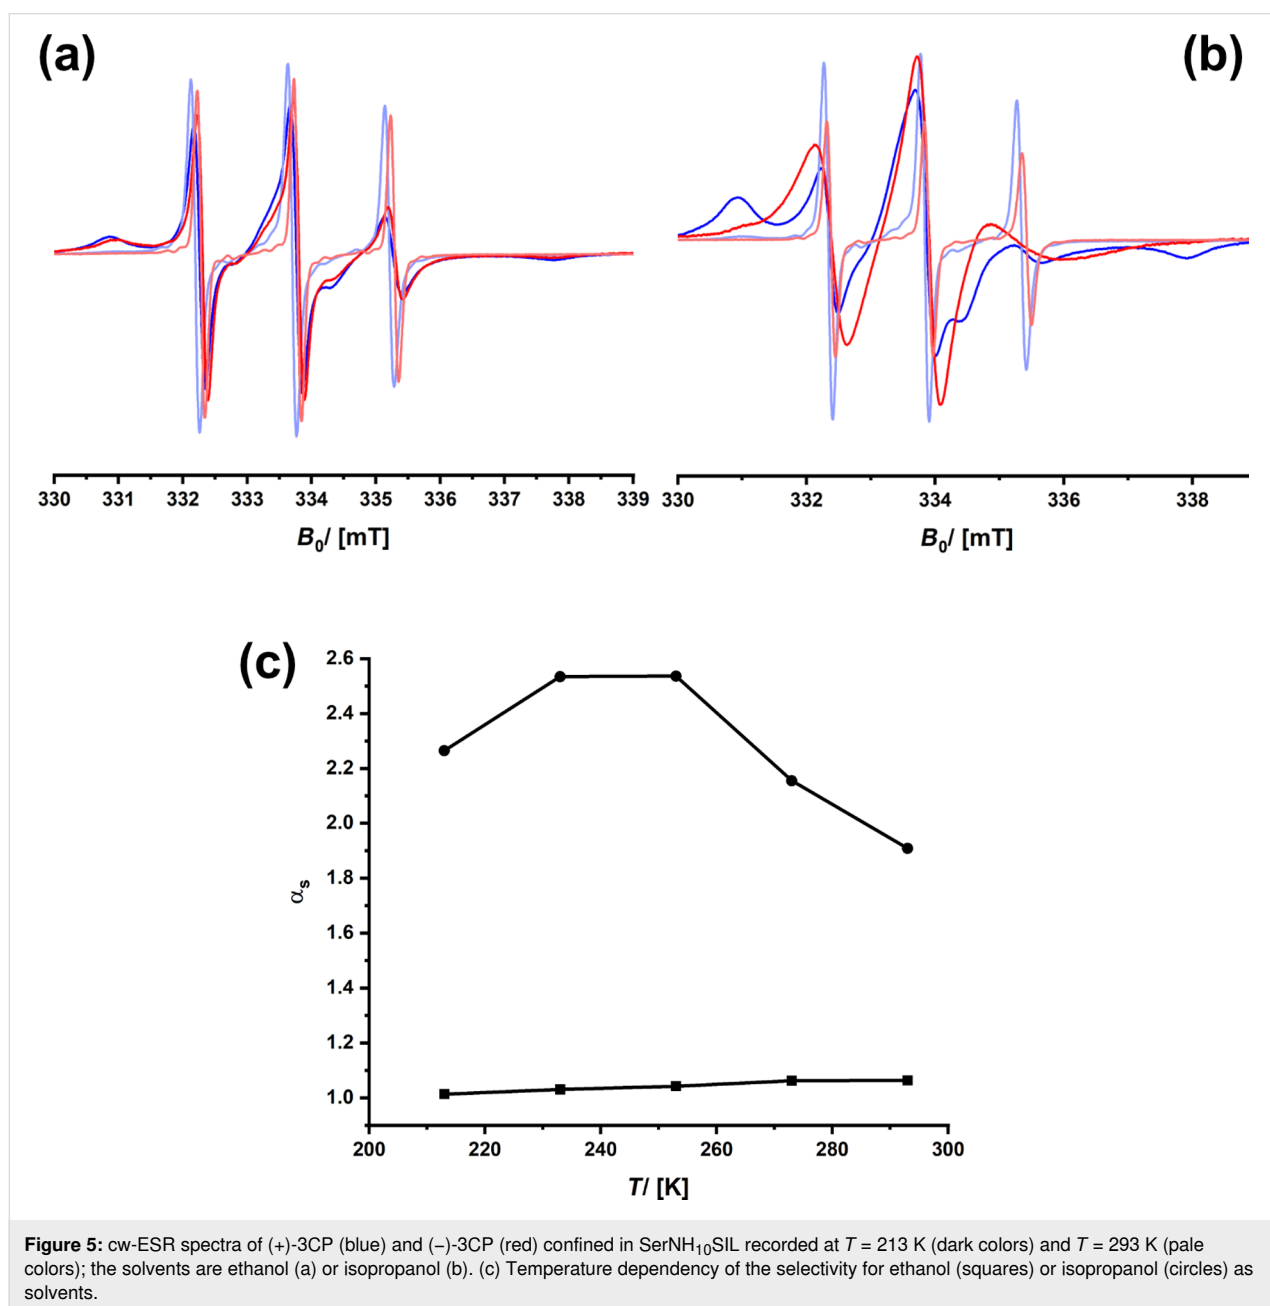 (a)
(b)
330 331 332 333 334 335 336 337 338 339
B0/ [mT]
330 332 334 336 338
B0/ [mT]
(c)
2.6
2.4
2.2
2.0
1.8
1.6
1.4
1.2
1.0
αs
200 220 240 260 280 300
T/ [K]
Figure 5: cw-ESR spectra of (+)-3CP (blue) and (−)-3CP (red) confined in SerNH10SIL recorded at T = 213 K (dark colors) and T = 293 K (pale
colors); the solvents are ethanol (a) or isopropanol (b). (c) Temperature dependency of the selectivity for ethanol (squares) or isopropanol (circles) as
solvents.